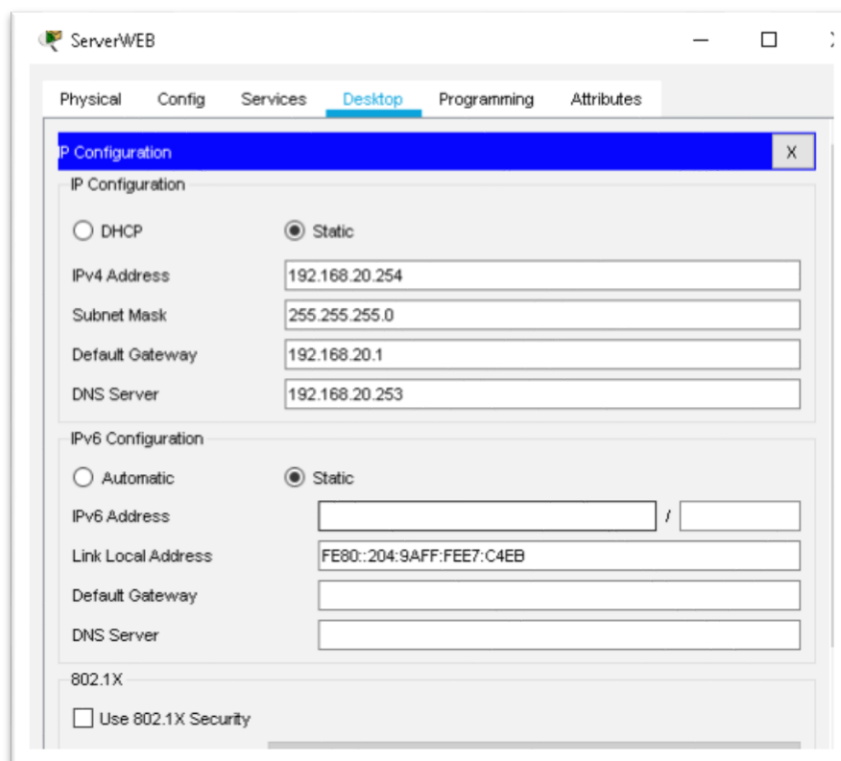 ServerWEB
Physical Config Services Desktop Programming Attributes
IP Configuration X
IP Configuration
DHCP Static
IPv4 Address 192.168.20.254
Subnet Mask 255.255.255.0
Default Gateway 192.168.20.1
DNS Server 192.168.20.253
IPv6 Configuration
Automatic Static
IPv6 Address /
Link Local Address FE80::204:9AFF:FEE7:C4EB
Default Gateway
DNS Server
802.1X
Use 802.1X Security